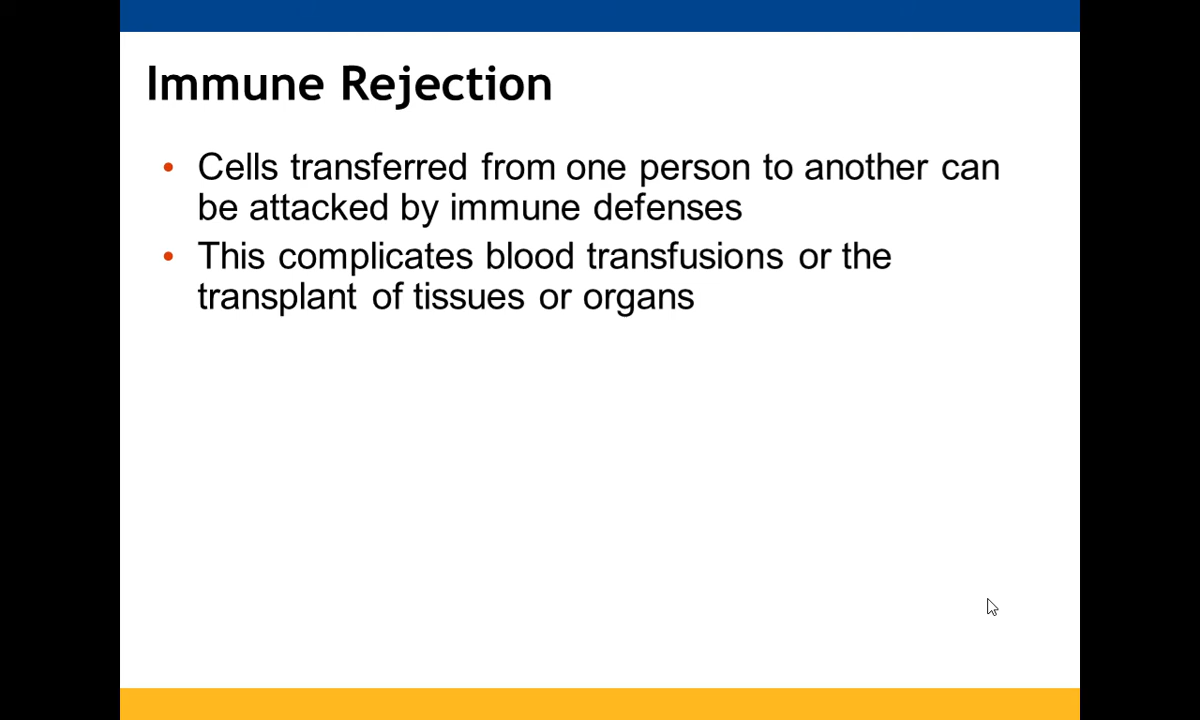 Immune Rejection
• Cells transferred from one person to another can
be attacked by immune defenses
• This complicates blood transfusions or the
transplant of tissues or organs